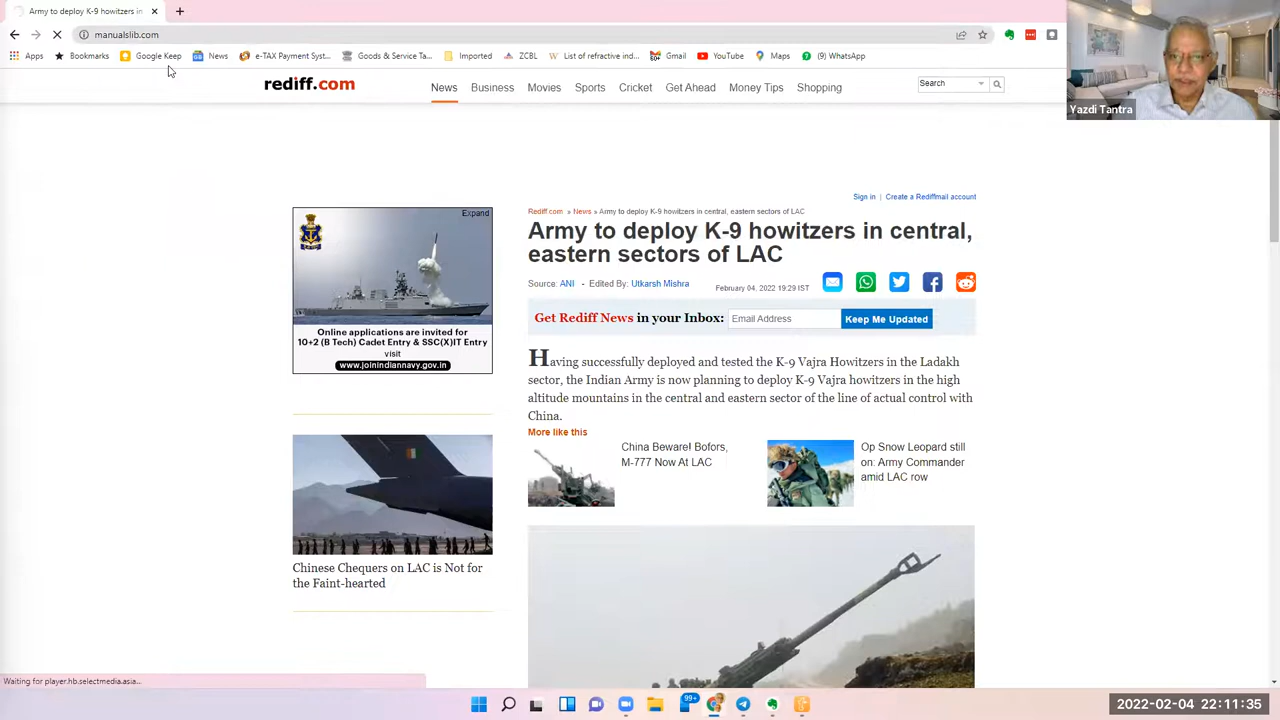 Army to deploy K-9 howitzers in
manualslib.com
Apps
Bookmarks
Google Keep
News
e-TAX Payment Syst...
Goods & Service Ta...
Imported
ZCBL
List of refractive ind...
Gmail
YouTube
Maps
(9) WhatsApp
Yazdi Tantra
rediff.com
News
Business
Movies
Sports
Cricket
Get Ahead
Money Tips
Shopping
Search
Sign in | Create a Rediffmail account
Expand
Online applications are invited for
10+2 (B Tech) Cadet Entry & SSC(X)IT Entry
visit
www.joinindiannavy.gov.in
Chinese Chequers on LAC is Not for
the Faint-hearted
Rediff.com » News » Army to deploy K-9 howitzers in central, eastern sectors of LAC
Army to deploy K-9 howitzers in central,
eastern sectors of LAC
Source: ANI - Edited By: Utkarsh Mishra
February 04, 2022 19:29 IST
Get Rediff News in your Inbox:
Email Address
Keep Me Updated
Having successfully deployed and tested the K-9 Vajra Howitzers in the Ladakh
sector, the Indian Army is now planning to deploy K-9 Vajra howitzers in the high
altitude mountains in the central and eastern sector of the line of actual control with
China.
More like this
China Beware! Bofors,
M-777 Now At LAC
Op Snow Leopard still
on: Army Commander
amid LAC row
Waiting for player.hb.selectmedia.asia...
99+
2022-02-04 22:11:35